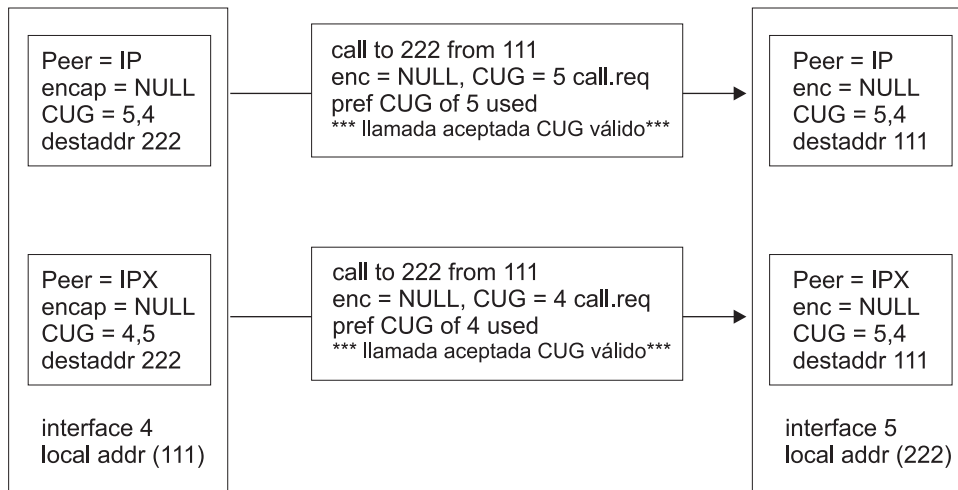 Peer = IP
encap = NULL
CUG = 5,4
destaddr 222
call to 222 from 111
enc = NULL, CUG = 5 call.req
pref CUG of 5 used
*** llamada aceptada CUG válido***
Peer = IP
enc = NULL
CUG = 5,4
destaddr 111
Peer = IPX
encap = NULL
CUG = 4,5
destaddr 222
call to 222 from 111
enc = NULL, CUG = 4 call.req
pref CUG of 4 used
*** llamada aceptada CUG válido***
Peer = IPX
enc = NULL
CUG = 5,4
destaddr 111
interface 4
local addr (111)
interface 5
local addr (222)